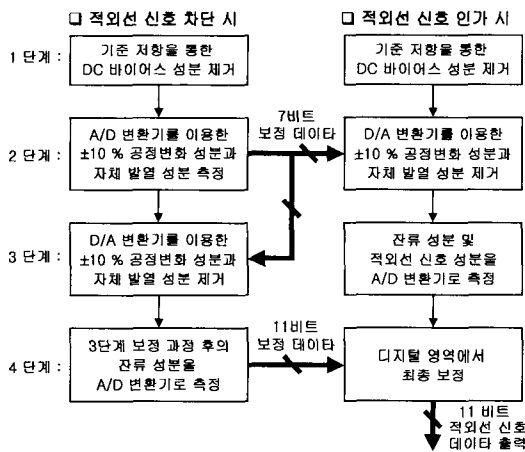 □ 적외선 신호 차단 시
□ 적외선 신호 인가 시
1 단계 :
기준 저항을 통한
DC 바이어스 성분 제거
기준 저항을 통한
DC 바이어스 성분 제거
2 단계 :
A/D 변환기를 이용한
±10 % 공정변화 성분과
자체 발열 성분 측정
7비트
보정 데이타
D/A 변환기를 이용한
±10 % 공정변화 성분과
자체 발열 성분 제거
3 단계 :
D/A 변환기를 이용한
±10 % 공정변화 성분과
자체 발열 성분 제거
잔류 성분 및
적외선 신호 성분을
A/D 변환기로 측정
4 단계 :
3단계 보정 과정 후의
잔류 성분을
A/D 변환기로 측정
11비트
보정 데이타
디지털 영역에서
최종 보정
11 비트
적외선 신호
데이타 출력